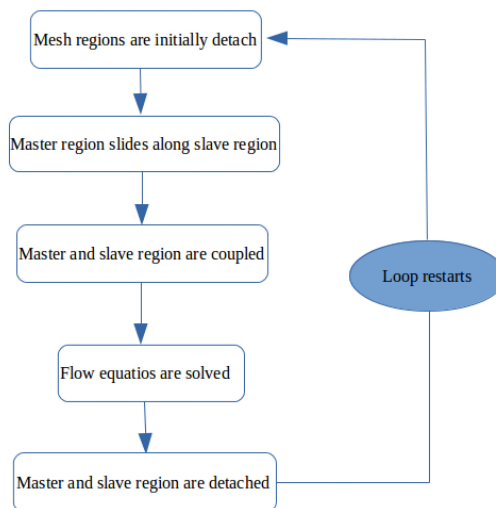 Mesh regions are initially detach
Master region slides along slave region
Master and slave region are coupled
Loop restarts
Flow equatios are solved
Master and slave region are detached